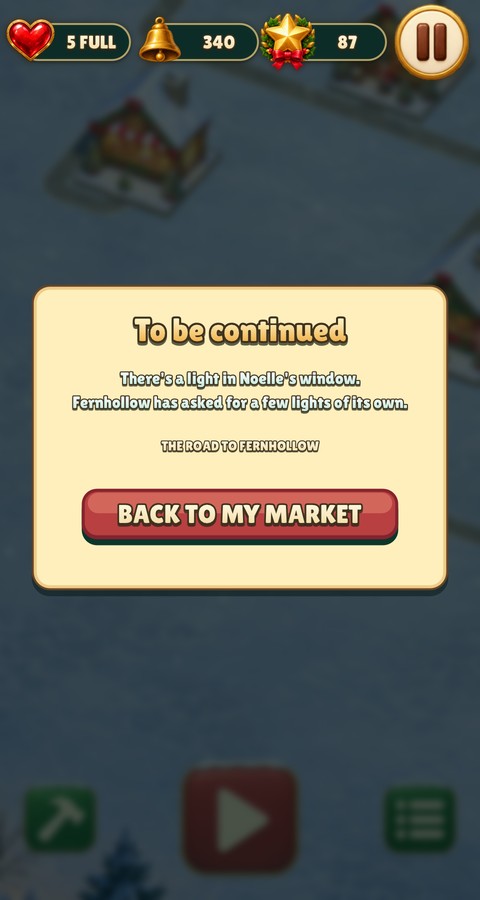 5 FULL
340
87
To be continued
There's a light in Noelle's window.
Fernhollow has asked for a few lights of its own.
THE ROAD TO FERNHOLLOW
BACK TO MY MARKET